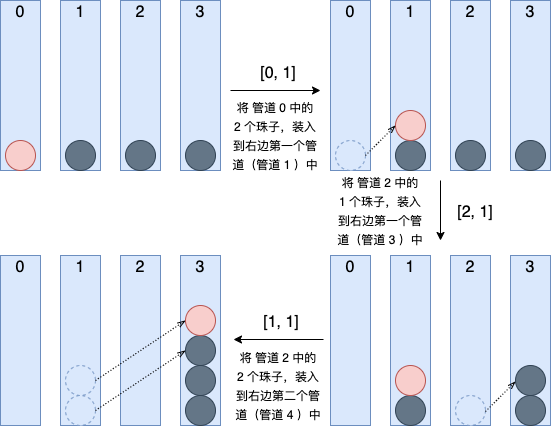 0 1 2 3
0 1 2 3
[0, 1]
将 管道 0 中的
2 个珠子，装入
到右边第一个管
道（管道 1 ）中
将 管道 2 中的
1 个珠子，装入
到右边第一个管
道（管道 3 ）中
[2, 1]
0 1 2 3
0 1 2 3
[1, 1]
将 管道 2 中的
2 个珠子，装入
到右边第二个管
道（管道 4 ）中